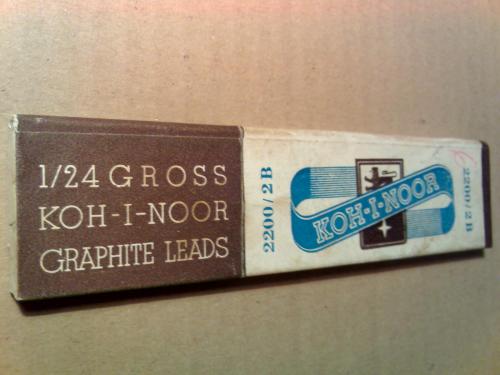 1/24 GROSS
KOH-I-NOOR
GRAPHITE LEADS
2200/2B
KOH-I-NOOR
2200/2B